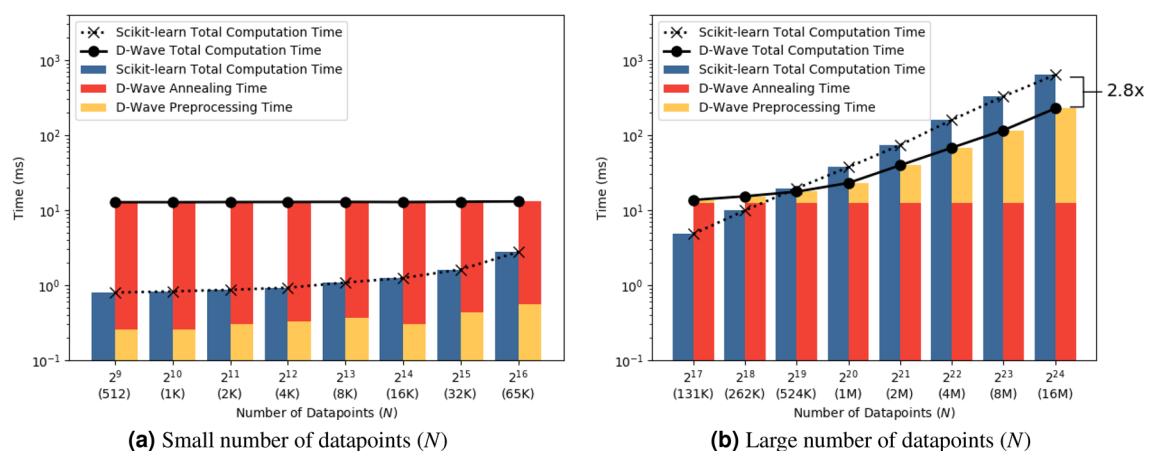 Scikit-learn Total Computation Time
D-Wave Total Computation Time
Scikit-learn Total Computation Time
D-Wave Annealing Time
D-Wave Preprocessing Time
Time (ms)
10³
10²
10¹
10⁰
10⁻¹
2⁹ 2¹⁰ 2¹¹ 2¹² 2¹³ 2¹⁴ 2¹⁵ 2¹⁶
(512) (1K) (2K) (4K) (8K) (16K) (32K) (65K)
Number of Datapoints (N)
(a) Small number of datapoints (N)
Scikit-learn Total Computation Time
D-Wave Total Computation Time
Scikit-learn Total Computation Time
D-Wave Annealing Time
D-Wave Preprocessing Time
2.8x
Time (ms)
10³
10²
10¹
10⁰
10⁻¹
2¹⁷ 2¹⁸ 2¹⁹ 2²⁰ 2²¹ 2²² 2²³ 2²⁴
(131K) (262K) (524K) (1M) (2M) (4M) (8M) (16M)
Number of Datapoints (N)
(b) Large number of datapoints (N)